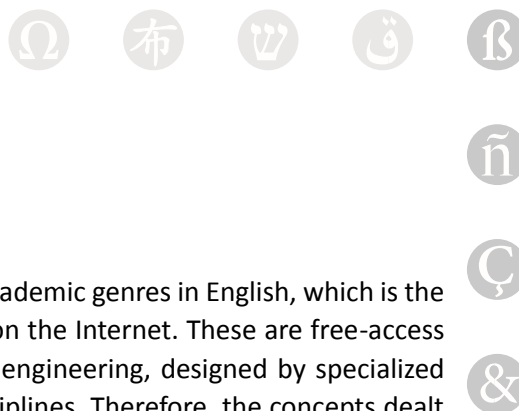 Ω 布 שׁ ق ß
ñ
Ç
ademic genres in English, which is the
on the Internet. These are free-access
engineering, designed by specialized
&
iplines. Therefore, the concepts dealt